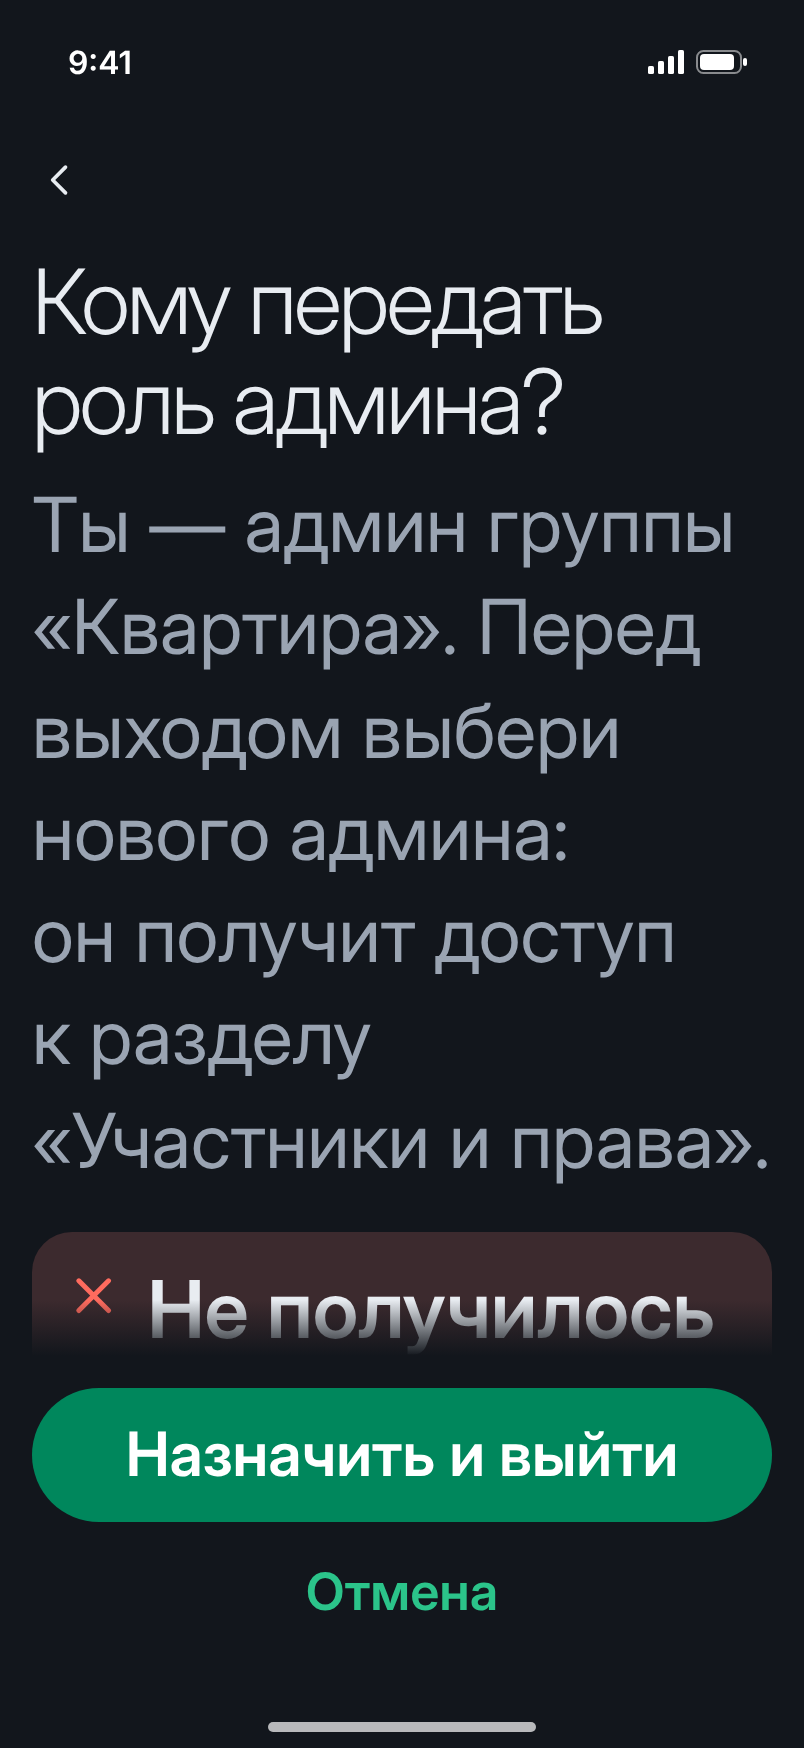 9:41
Кому передать
роль админа?
Ты — админ группы
«Квартира». Перед
выходом выбери
нового админа:
он получит доступ
к разделу
«Участники и права».
Не получилось
Назначить и выйти
Отмена